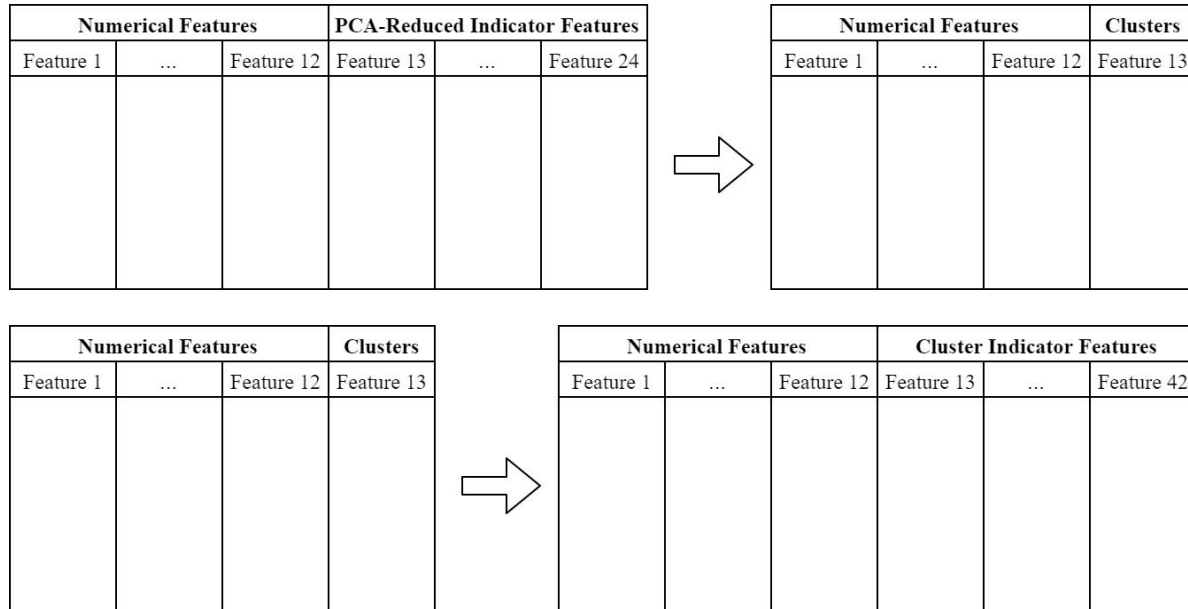 Numerical Features PCA-Reduced Indicator Features
Feature 1 ... Feature 12 Feature 13 ... Feature 24
Numerical Features Clusters
Feature 1 ... Feature 12 Feature 13
Numerical Features Clusters
Feature 1 ... Feature 12 Feature 13
Numerical Features Cluster Indicator Features
Feature 1 ... Feature 12 Feature 13 ... Feature 42